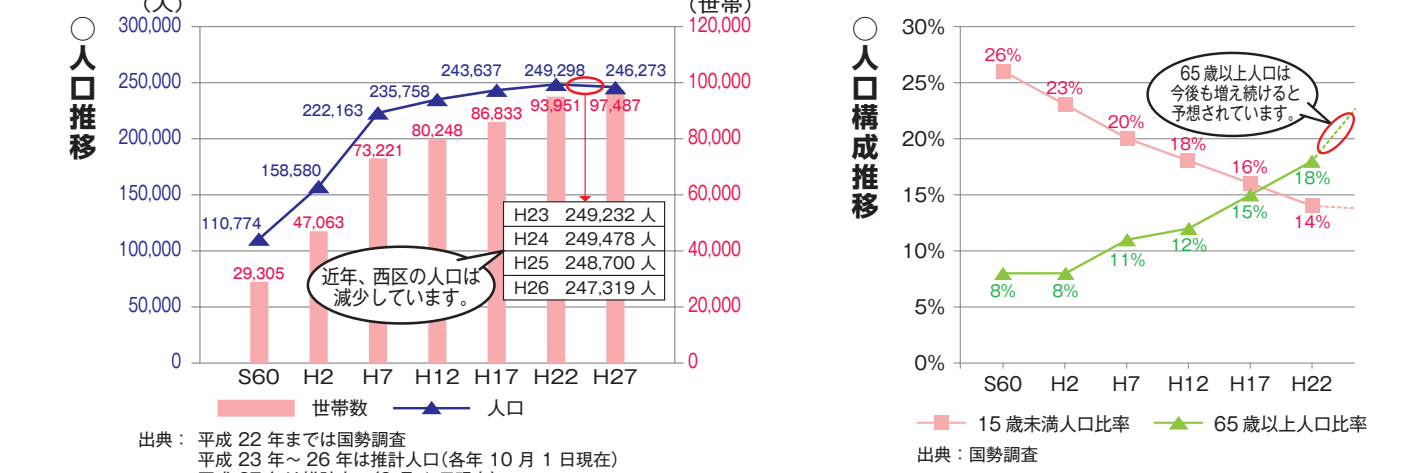 ○人口推移
(人)
(世帯)
300,000
250,000
200,000
150,000
100,000
50,000
0
120,000
100,000
80,000
60,000
40,000
20,000
0
110,774
158,580
222,163
235,758
243,637
249,298
246,273
29,305
47,063
73,221
80,248
86,833
93,951
97,487
近年、西区の人口は
減少しています。
H23 249,232 人
H24 249,478 人
H25 248,700 人
H26 247,319 人
S60 H2 H7 H12 H17 H22 H27
世帯数 人口
出典： 平成 22 年までは国勢調査
平成 23 年～ 26 年は推計人口(各年 10 月 1 日現在)
○人口構成推移
30%
25%
20%
15%
10%
5%
0%
26%
23%
20%
18%
16%
14%
8%
8%
11%
12%
15%
18%
65 歳以上人口は
今後も増え続けると
予想されています。
S60 H2 H7 H12 H17 H22
15 歳未満人口比率 65 歳以上人口比率
出典：国勢調査